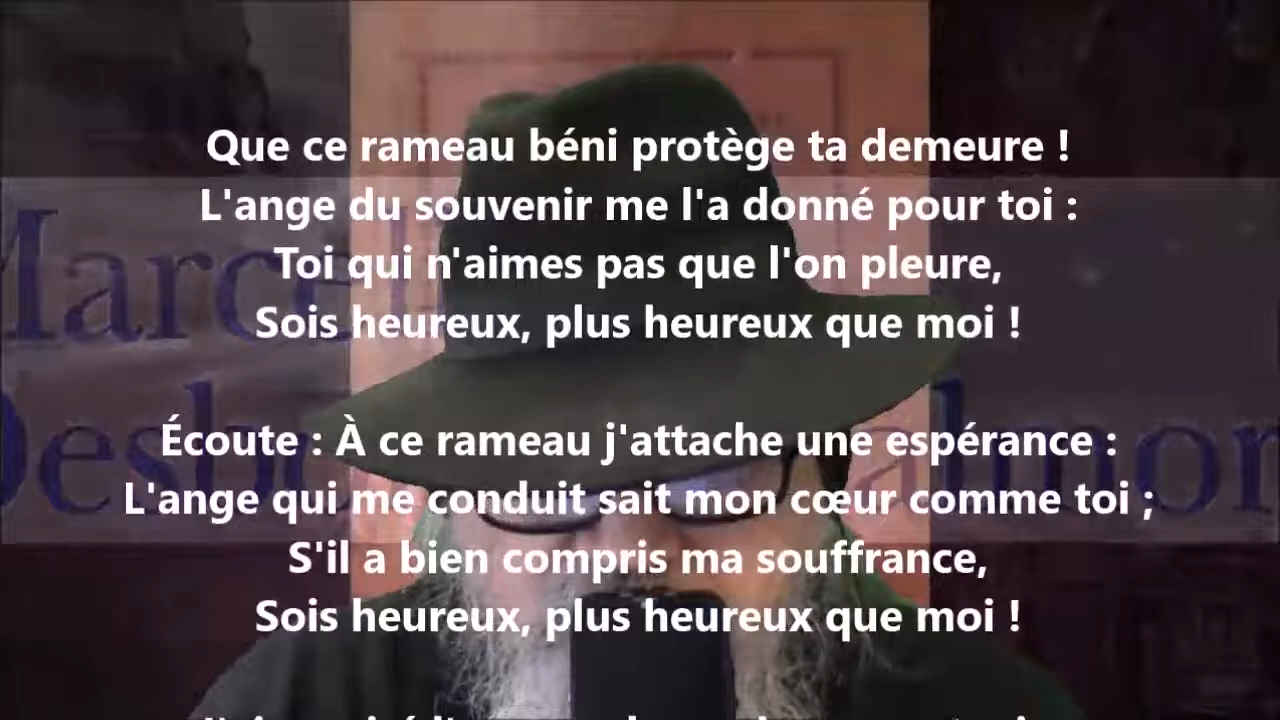 Que ce rameau béni protège ta demeure !
L'ange du souvenir me l'a donné pour toi :
Toi qui n'aimes pas que l'on pleure,
Sois heureux, plus heureux que moi !
Écoute : À ce rameau j'attache une espérance :
L'ange qui me conduit sait mon cœur comme toi ;
S'il a bien compris ma souffrance,
Sois heureux, plus heureux que moi !